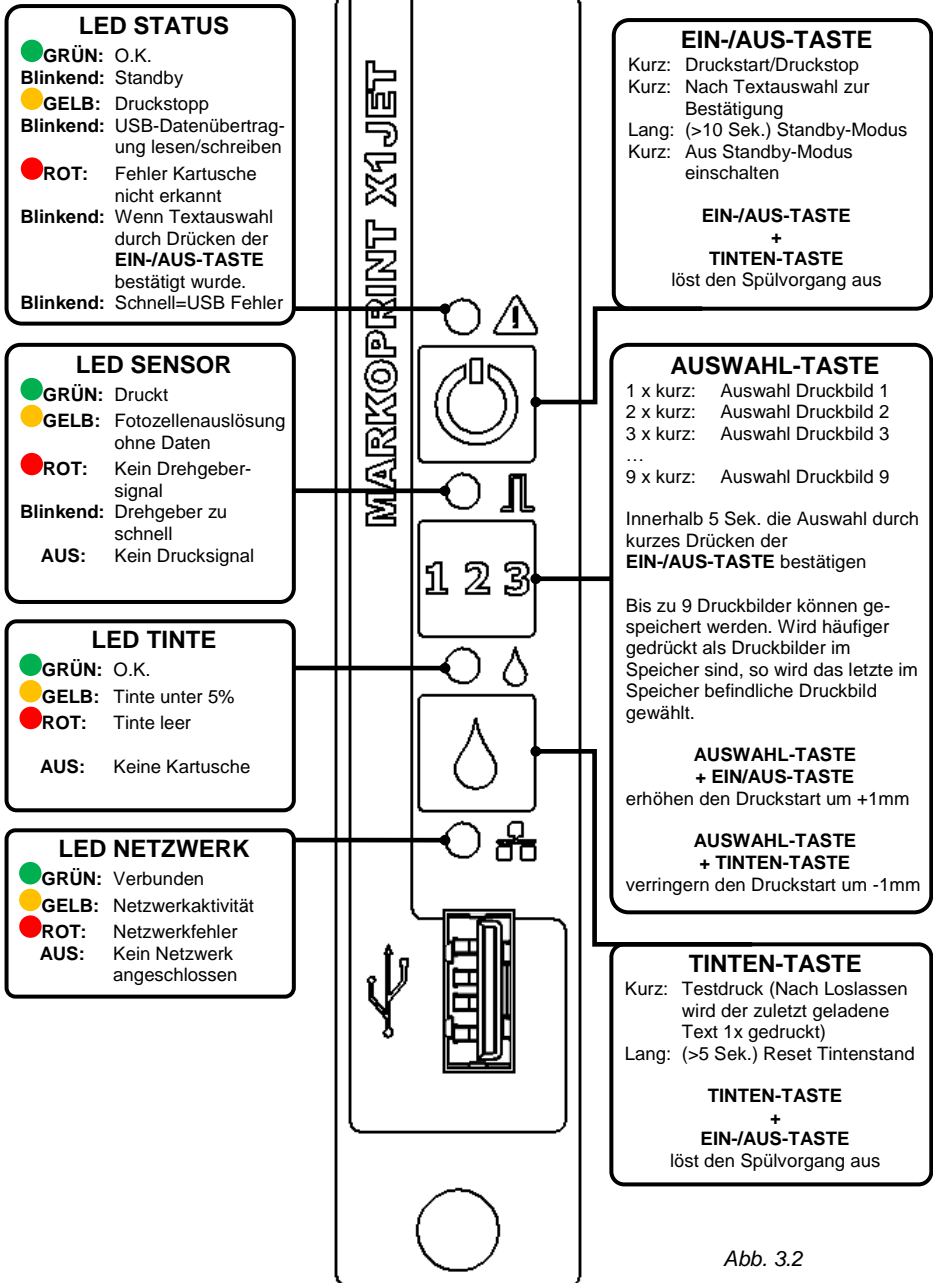 LED STATUS
GRÜN: O.K.
Blinkend: Standby
GELB: Druckstopp
Blinkend: USB-Datenübertrag-
ung lesen/schreiben
ROT: Fehler Kartusche
nicht erkannt
Blinkend: Wenn Textauswahl
durch Drücken der
EIN-/AUS-TASTE
bestätigt wurde.
Blinkend: Schnell=USB Fehler
LED SENSOR
GRÜN: Druckt
GELB: Fotozellenauslösung
ohne Daten
ROT: Kein Drehgeber-
signal
Blinkend: Drehgeber zu
schnell
AUS: Kein Drucksignal
LED TINTE
GRÜN: O.K.
GELB: Tinte unter 5%
ROT: Tinte leer
AUS: Keine Kartusche
LED NETZWERK
GRÜN: Verbunden
GELB: Netzwerkaktivität
ROT: Netzwerkfehler
AUS: Kein Netzwerk
angeschlossen
MARKOPRINT X1JET
1 2 3
EIN-/AUS-TASTE
Kurz: Druckstart/Druckstop
Kurz: Nach Textauswahl zur
Bestätigung
Lang: (>10 Sek.) Standby-Modus
Kurz: Aus Standby-Modus
einschalten
EIN-/AUS-TASTE
+
TINTEN-TASTE
löst den Spülvorgang aus
AUSWAHL-TASTE
1 x kurz: Auswahl Druckbild 1
2 x kurz: Auswahl Druckbild 2
3 x kurz: Auswahl Druckbild 3
…
9 x kurz: Auswahl Druckbild 9
Innerhalb 5 Sek. die Auswahl durch
kurzes Drücken der
EIN-/AUS-TASTE bestätigen
Bis zu 9 Druckbilder können ge-
speichert werden. Wird häufiger
gedrückt als Druckbilder im
Speicher sind, so wird das letzte im
Speicher befindliche Druckbild
gewählt.
AUSWAHL-TASTE
+ EIN/AUS-TASTE
erhöhen den Druckstart um +1mm
AUSWAHL-TASTE
+ TINTEN-TASTE
verringern den Druckstart um -1mm
TINTEN-TASTE
Kurz: Testdruck (Nach Loslassen
wird der zuletzt geladene
Text 1x gedruckt)
Lang: (>5 Sek.) Reset Tintenstand
TINTEN-TASTE
+
EIN-/AUS-TASTE
löst den Spülvorgang aus
Abb. 3.2